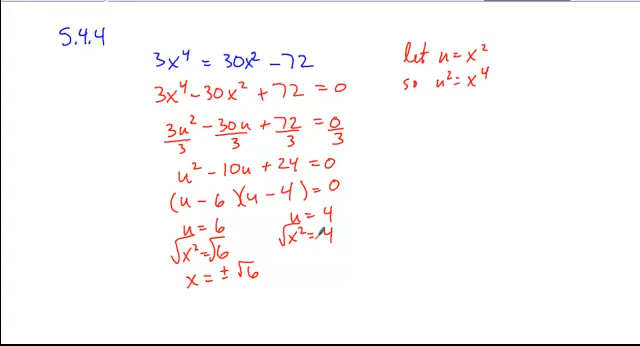 5.4.4
3x⁴ = 30x² - 72
let u = x²
so u² = x⁴
3x⁴ - 30x² + 72 = 0
3u²/3 - 30u/3 + 72/3 = 0/3
u² - 10u + 24 = 0
(u - 6)(u - 4) = 0
u = 6 u = 4
√x² = √6 √x² = 4
x = ± √6